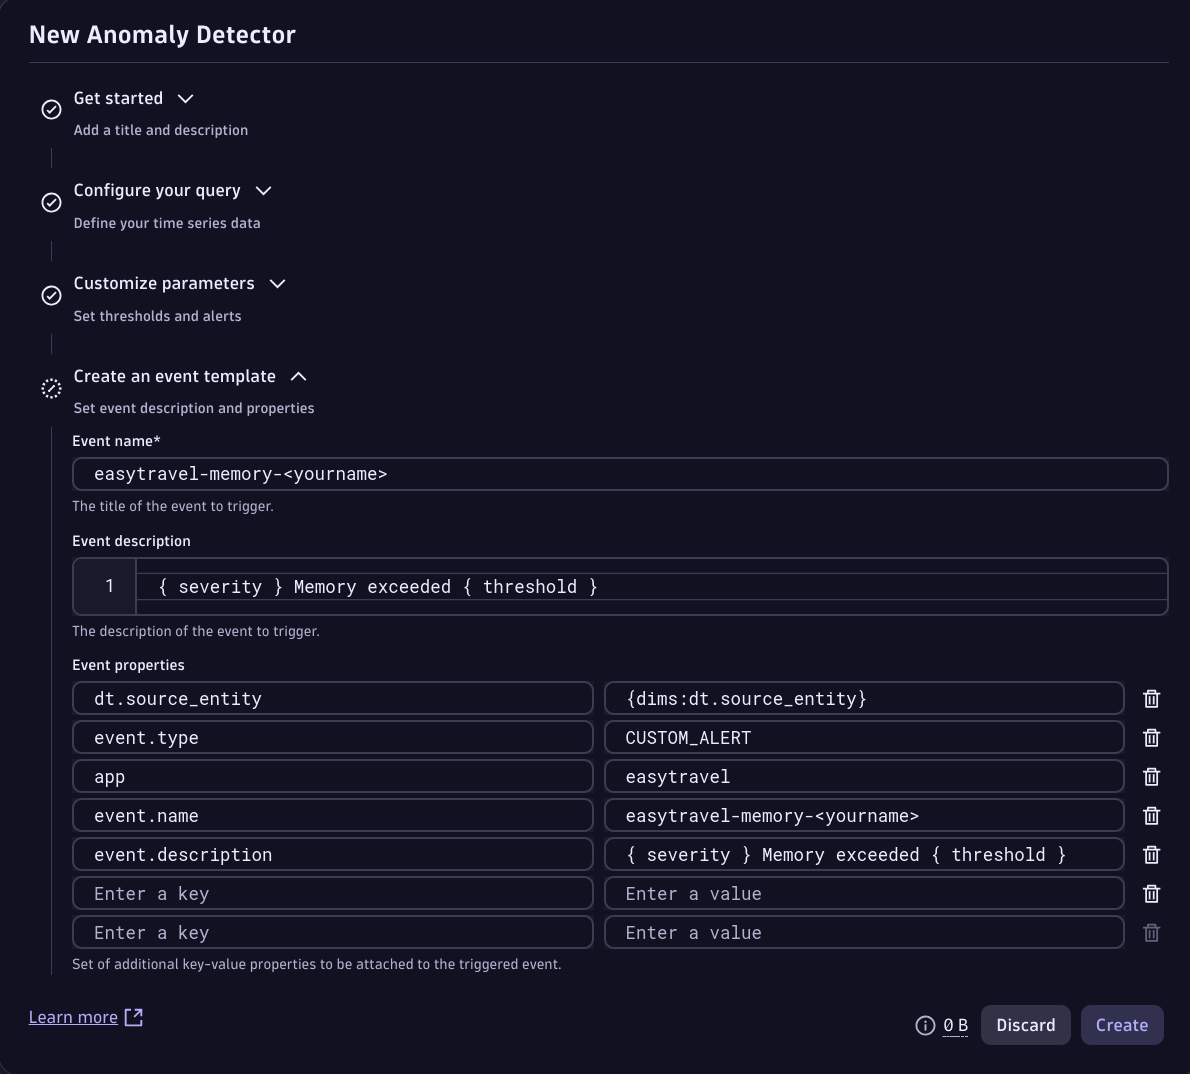 New Anomaly Detector
Get started
Add a title and description
Configure your query
Define your time series data
Customize parameters
Set thresholds and alerts
Create an event template
Set event description and properties
Event name*
easytravel-memory-<yourname>
The title of the event to trigger.
Event description
1 { severity } Memory exceeded { threshold }
The description of the event to trigger.
Event properties
dt.source_entity {dims:dt.source_entity}
event.type CUSTOM_ALERT
app easytravel
event.name easytravel-memory-<yourname>
event.description { severity } Memory exceeded { threshold }
Enter a key Enter a value
Enter a key Enter a value
Set of additional key-value properties to be attached to the triggered event.
Learn more 0 B Discard Create